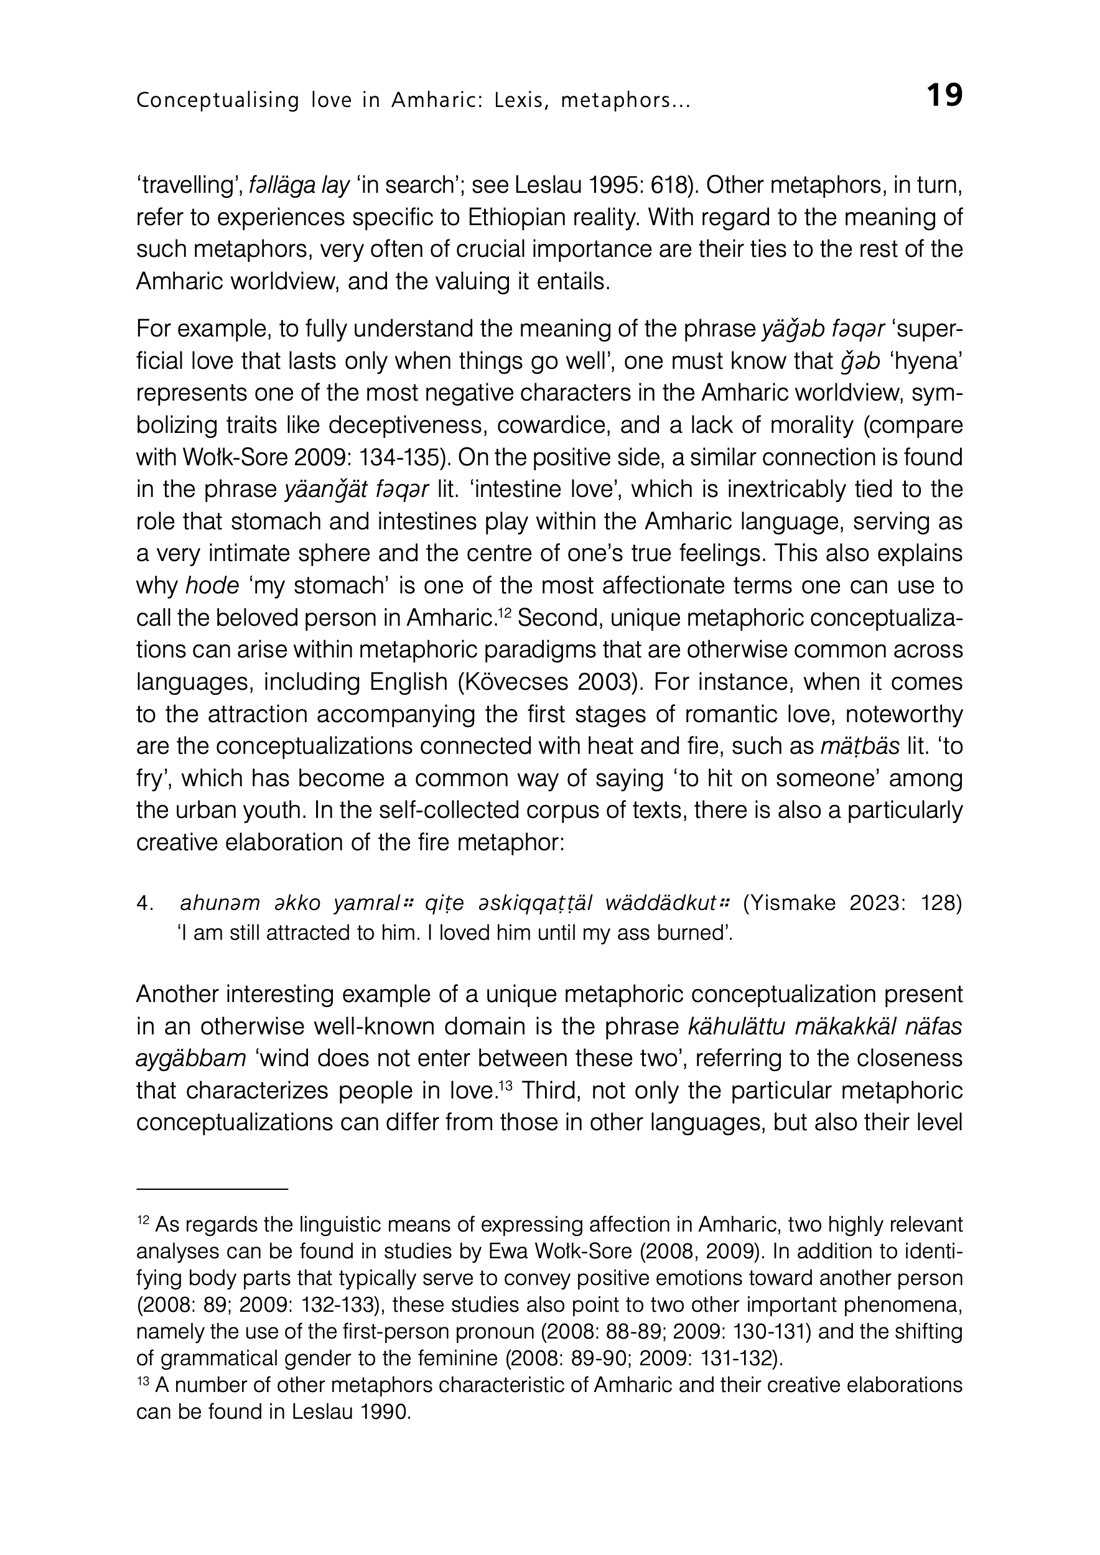 Conceptualising love in Amharic: Lexis, metaphors... 19
‘travelling’, fəlläga lay ‘in search’; see Leslau 1995: 618). Other metaphors, in turn,
refer to experiences specific to Ethiopian reality. With regard to the meaning of
such metaphors, very often of crucial importance are their ties to the rest of the
Amharic worldview, and the valuing it entails.
For example, to fully understand the meaning of the phrase yäǧəb fəqər ‘super-
ficial love that lasts only when things go well’, one must know that ǧəb ‘hyena’
represents one of the most negative characters in the Amharic worldview, sym-
bolizing traits like deceptiveness, cowardice, and a lack of morality (compare
with Wołk-Sore 2009: 134-135). On the positive side, a similar connection is found
in the phrase yäanǧät fəqər lit. ‘intestine love’, which is inextricably tied to the
role that stomach and intestines play within the Amharic language, serving as
a very intimate sphere and the centre of one’s true feelings. This also explains
why hode ‘my stomach’ is one of the most affectionate terms one can use to
call the beloved person in Amharic.¹² Second, unique metaphoric conceptualiza-
tions can arise within metaphoric paradigms that are otherwise common across
languages, including English (Kövecses 2003). For instance, when it comes
to the attraction accompanying the first stages of romantic love, noteworthy
are the conceptualizations connected with heat and fire, such as mäṭbäs lit. ‘to
fry’, which has become a common way of saying ‘to hit on someone’ among
the urban youth. In the self-collected corpus of texts, there is also a particularly
creative elaboration of the fire metaphor:
4. ahunəm əkko yamral። qiṭe əskiqqaṭṭäl wäddädkut። (Yismake 2023: 128)
‘I am still attracted to him. I loved him until my ass burned’.
Another interesting example of a unique metaphoric conceptualization present
in an otherwise well-known domain is the phrase kähulättu mäkakkäl näfas
aygäbbam ‘wind does not enter between these two’, referring to the closeness
that characterizes people in love.¹³ Third, not only the particular metaphoric
conceptualizations can differ from those in other languages, but also their level
¹² As regards the linguistic means of expressing affection in Amharic, two highly relevant
analyses can be found in studies by Ewa Wołk-Sore (2008, 2009). In addition to identi-
fying body parts that typically serve to convey positive emotions toward another person
(2008: 89; 2009: 132-133), these studies also point to two other important phenomena,
namely the use of the first-person pronoun (2008: 88-89; 2009: 130-131) and the shifting
of grammatical gender to the feminine (2008: 89-90; 2009: 131-132).
¹³ A number of other metaphors characteristic of Amharic and their creative elaborations
can be found in Leslau 1990.